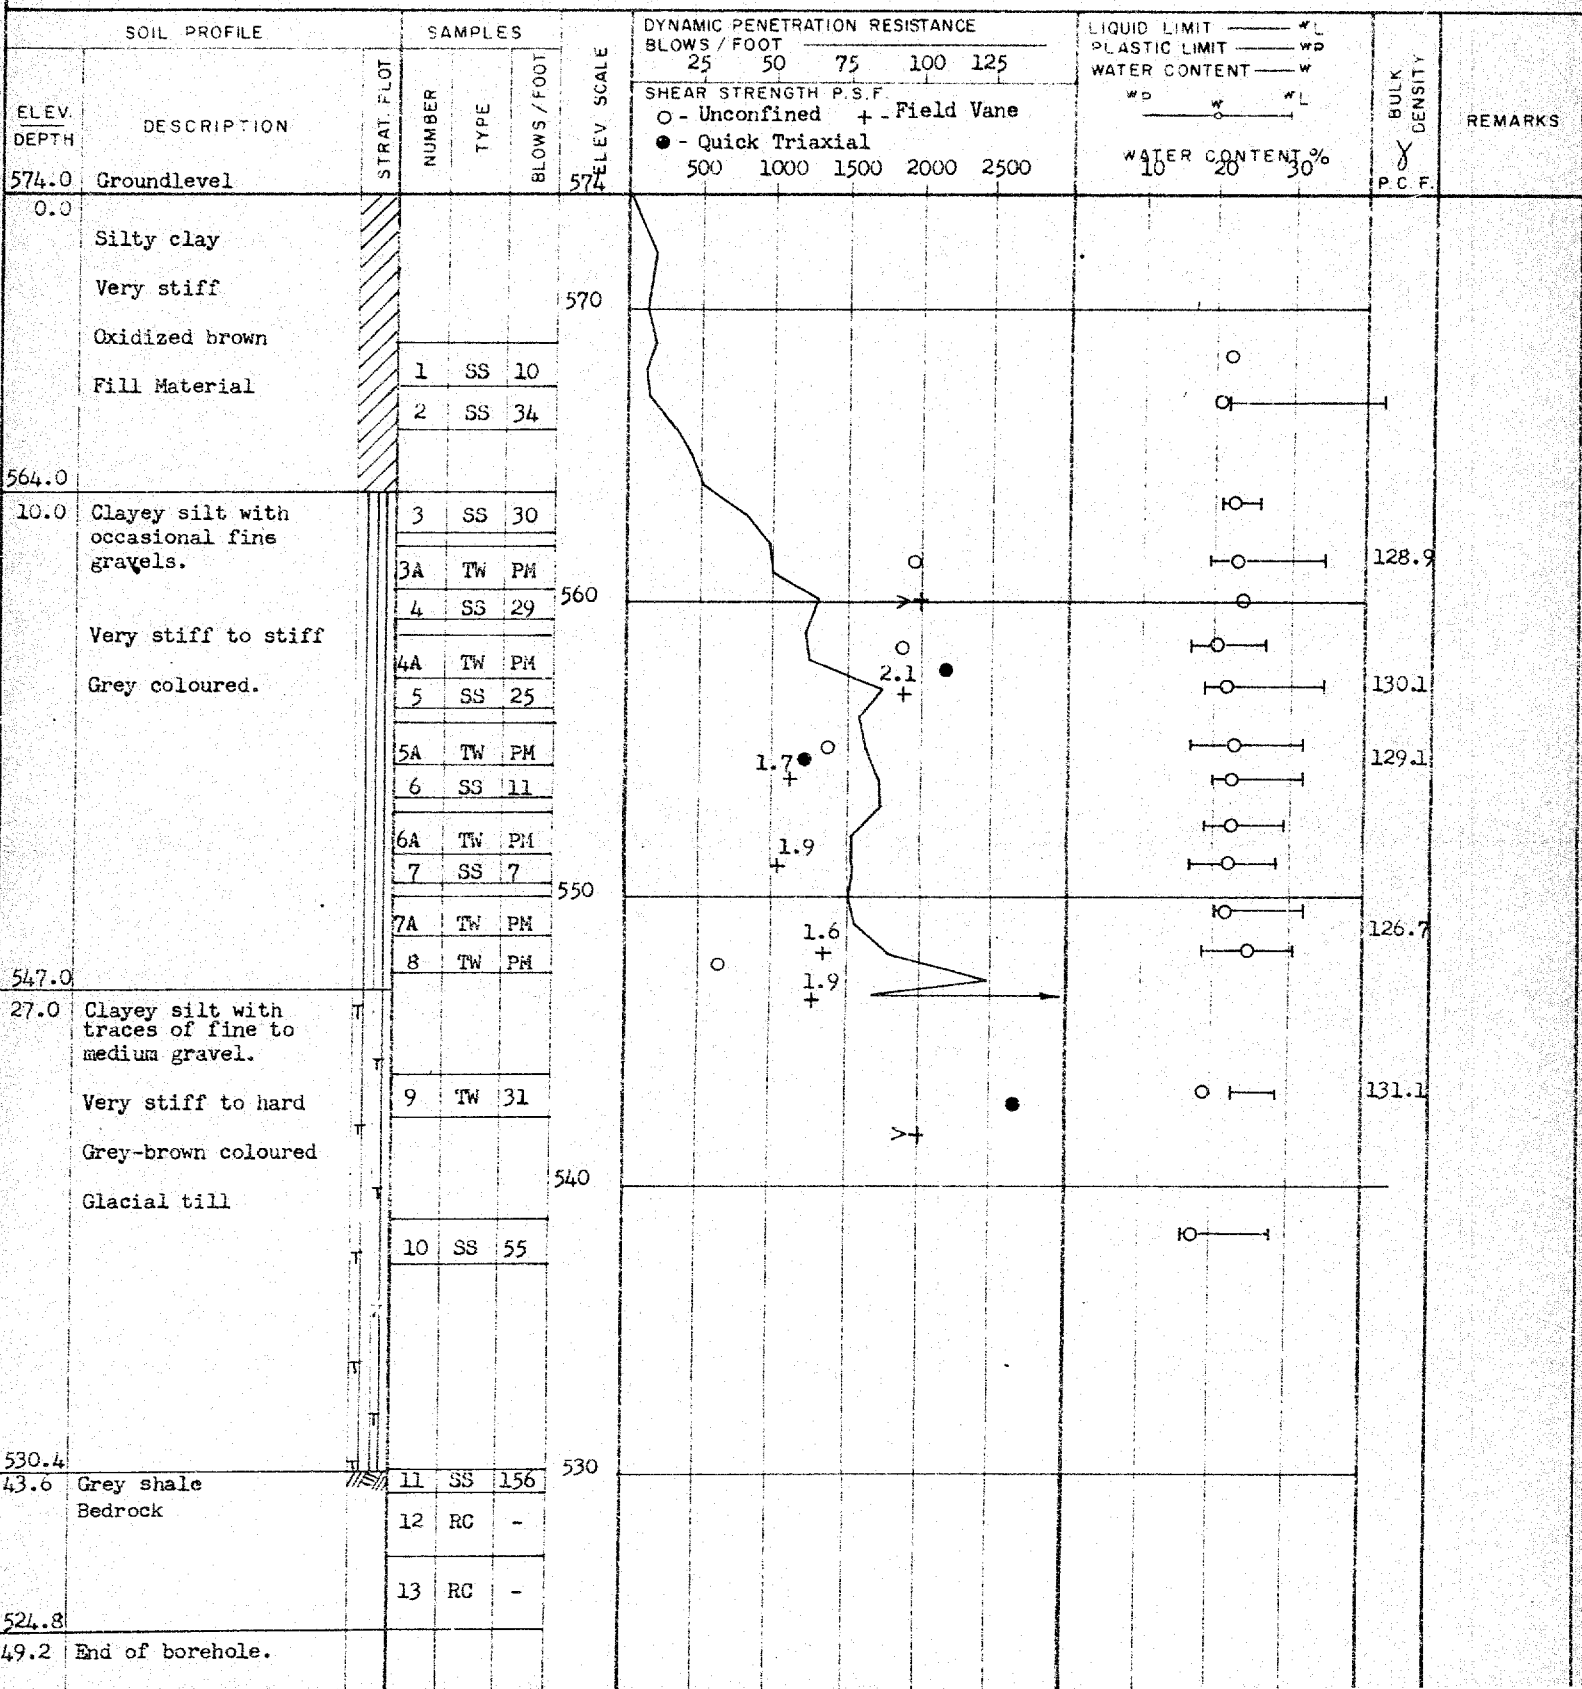 SOIL PROFILE
SAMPLES
ELEV SCALE
DYNAMIC PENETRATION RESISTANCE
BLOWS / FOOT
25 50 75 100 125
SHEAR STRENGTH P.S.F.
O - Unconfined + - Field Vane
● - Quick Triaxial
500 1000 1500 2000 2500
LIQUID LIMIT —— WL
PLASTIC LIMIT —— WP
WATER CONTENT —— W
WP W WL
WATER CONTENT %
10 20 30
BULK DENSITY
γ
P.C.F.
REMARKS
ELEV.
DEPTH
DESCRIPTION
STRAT. PLOT
NUMBER
TYPE
BLOWS / FOOT
574.0 Groundlevel
574
0.0
Silty clay
Very stiff
570
Oxidized brown
1 SS 10
Fill Material
2 SS 34
564.0
10.0 Clayey silt with
3 SS 30
occasional fine
gravels.
128.9
3A TW PM
560
4 SS 29
>+
Very stiff to stiff
4A TW PM
2.1
Grey coloured.
130.1
5 SS 25
+
5A TW PM
129.1
1.7
6 SS 11
+
6A TW PM
1.9
7 SS 7
+
550
7A TW PM
126.7
1.6
+
8 TW PM
547.0
1.9
+
27.0 Clayey silt with
traces of fine to
medium gravel.
T
T
9 TW 31
131.1
Very stiff to hard
T
>+
Grey-brown coloured
540
T
Glacial till
10 SS 55
T
T
T
530.4
T
530
43.6 Grey shale
11 SS 156
Bedrock
12 RC -
13 RC -
524.8
49.2 End of borehole.